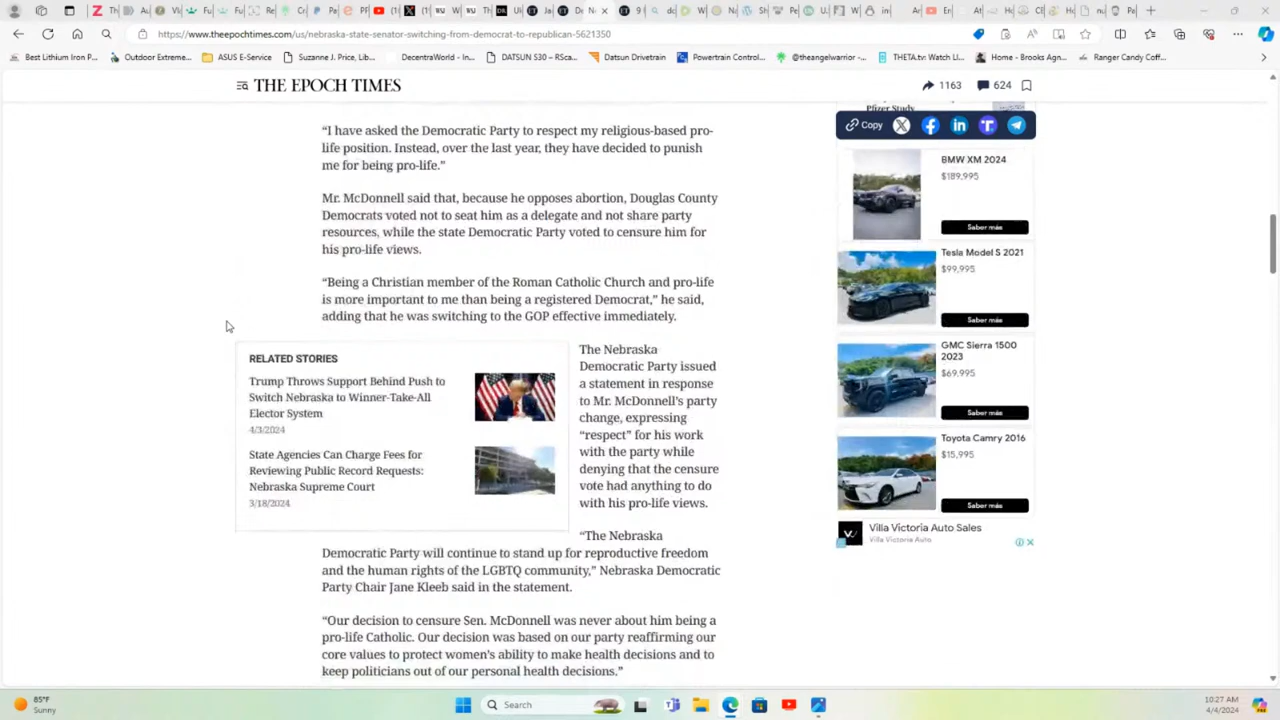 https://www.theepochtimes.com/us/nebraska-state-senator-switching-from-democrat-to-republican-5621350
Best Lithium Iron P...
Outdoor Extreme...
ASUS E-Service
Suzanne J. Price, Lib...
DecentraWorld - In...
DATSUN 530 - RSca...
Datsun Drivetrain
Powertrain Control...
@theangelwarrior -...
THETA.tv: Watch Li...
Home - Brooks Agn...
Ranger Candy Coff...
THE EPOCH TIMES
1163
624
Pfizer Study
Copy
“I have asked the Democratic Party to respect my religious-based pro-
life position. Instead, over the last year, they have decided to punish
me for being pro-life.”
Mr. McDonnell said that, because he opposes abortion, Douglas County
Democrats voted not to seat him as a delegate and not share party
resources, while the state Democratic Party voted to censure him for
his pro-life views.
“Being a Christian member of the Roman Catholic Church and pro-life
is more important to me than being a registered Democrat,” he said,
adding that he was switching to the GOP effective immediately.
RELATED STORIES
Trump Throws Support Behind Push to
Switch Nebraska to Winner-Take-All
Elector System
4/3/2024
State Agencies Can Charge Fees for
Reviewing Public Record Requests:
Nebraska Supreme Court
3/18/2024
The Nebraska
Democratic Party issued
a statement in response
to Mr. McDonnell’s party
change, expressing
“respect” for his work
with the party while
denying that the censure
vote had anything to do
with his pro-life views.
“The Nebraska
Democratic Party will continue to stand up for reproductive freedom
and the human rights of the LGBTQ community,” Nebraska Democratic
Party Chair Jane Kleeb said in the statement.
“Our decision to censure Sen. McDonnell was never about him being a
pro-life Catholic. Our decision was based on our party reaffirming our
core values to protect women’s ability to make health decisions and to
keep politicians out of our personal health decisions.”
BMW XM 2024
$189,995
Saber más
Tesla Model S 2021
$99,995
Saber más
GMC Sierra 1500
2023
$69,995
Saber más
Toyota Camry 2016
$15,995
Saber más
Villa Victoria Auto Sales
Villa Victoria Auto
85°F
Sunny
Search
10:27 AM
4/4/2024